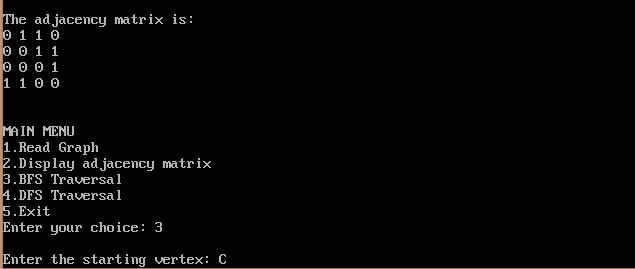 The adjacency matrix is:
0 1 1 0
0 0 1 1
0 0 0 1
1 1 0 0
MAIN MENU
1.Read Graph
2.Display adjacency matrix
3.BFS Traversal
4.DFS Traversal
5.Exit
Enter your choice: 3
Enter the starting vertex: C